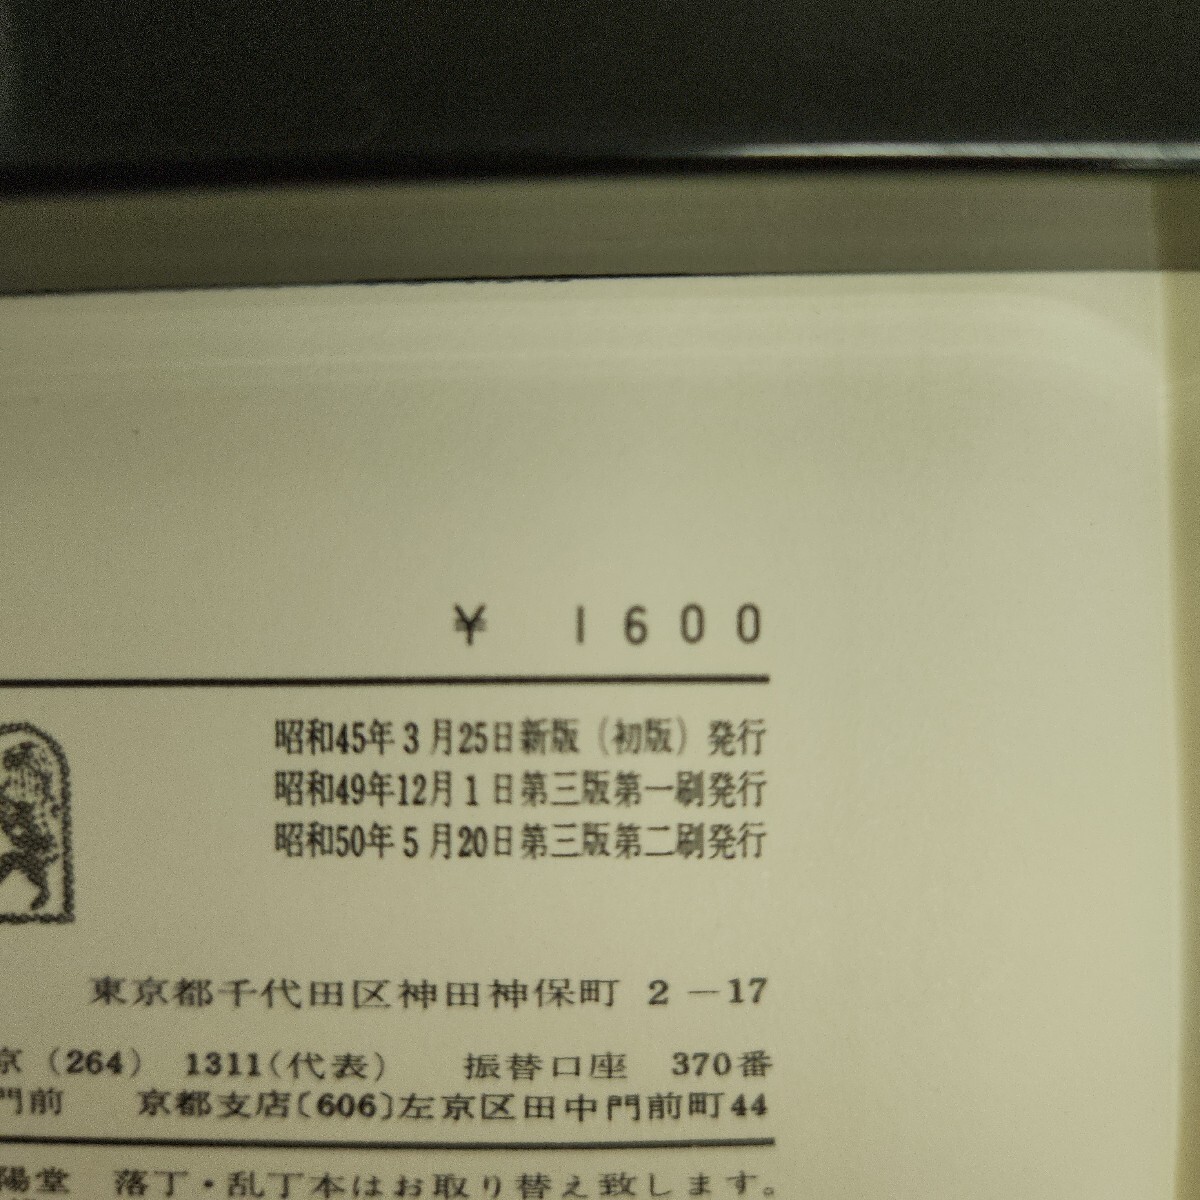 ¥ 1600
昭和45年3月25日新版(初版)発行
昭和49年12月1日第三版第一刷発行
昭和50年5月20日第三版第二刷発行
東京都千代田区神田神保町 2-17
京(264) 1311(代表) 振替口座 370番
門前 京都支店〔606〕左京区田中門前町44
陽堂 落丁・乱丁本はお取り替え致します。